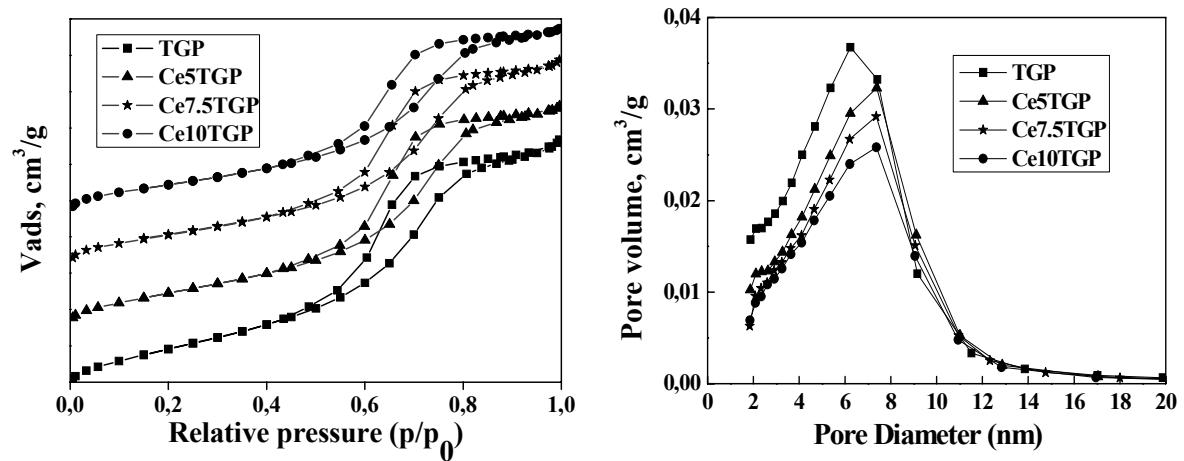 TGP
Ce5TGP
Ce7.5TGP
Ce10TGP
Vads, cm³/g
0,0 0,2 0,4 0,6 0,8 1,0
Relative pressure (p/p₀)
0,04
0,03
0,02
0,01
0,00
Pore volume, cm³/g
TGP
Ce5TGP
Ce7.5TGP
Ce10TGP
0 2 4 6 8 10 12 14 16 18 20
Pore Diameter (nm)